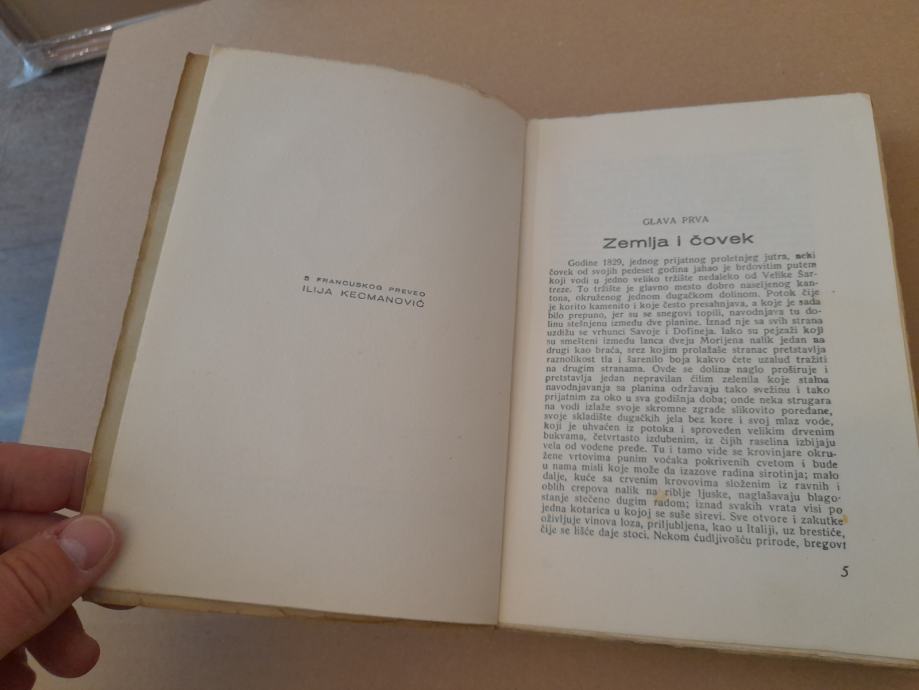 S FRANCUSKOG PREVEO
ILIJA KECMANOVIĆ
GLAVA PRVA
Zemlja i čovek
Godine 1829, jednog prijatnog proletnjeg jutra, neki
čovek od svojih pedeset godina jahao je brdovitim putem
koji vodi u jedno veliko tržište nedaleko od Velike Šar-
treze. To tržište je glavno mesto dobro naseljenog kan-
tona, okruženog jednom dugačkom dolinom. Potok čije
je korito kamenito i koje često presahnjava, a koje je sada
bilo prepuno, jer su se snegovi topili, navodnjava tu do-
linu stešnjenu između dve planine. Iznad nje sa svih strana
uzdižu se vrhunci Savoje i Dofineja. Iako su pejzaži koji
su smešteni između lanca dveju Morijena nalik jedan na
drugi kao braća, srez kojim prolažaše stranac pretstavlja
raznolikost tla i šarenilo boja kakvo ćete uzalud tražiti
na drugim stranama. Ovde se dolina naglo proširuje i
pretstavlja jedan nepravilan ćilim zelenila koje stalna
navodnjavanja sa planina održavaju tako svežinu i tako
prijatnim za oko u sva godišnja doba; onde neka strugara
na vodi izlaže svoje skromne zgrade slikovito poređane,
svoje skladište dugačkih jela bez kore i svoj mlaz vode,
koji je uhvaćen iz potoka i sproveden velikim drvenim
bukvama, četvrtasto izdubenim, iz čijih raselina izbijaju
vela od vodene pređe. Tu i tamo vide se krovinjare okru-
žene vrtovima punim voćaka pokrivenih cvetom i bude
u nama misli koje može da izazove radina sirotinja; malo
dalje, kuće sa crvenim krovovima složenim iz ravnih i
oblih crepova nalik na riblje ljuske, naglašavaju blago-
stanje stečeno dugim radom; iznad svakih vrata visi po
jedna kotarica u kojoj se suše sirevi. Sve otvore i zakutke
oživljuje vinova loza, priljubljena, kao u Italiji, uz brestiće,
čije se lišće daje stoci. Nekom ćudljivošću prirode, bregovi
5